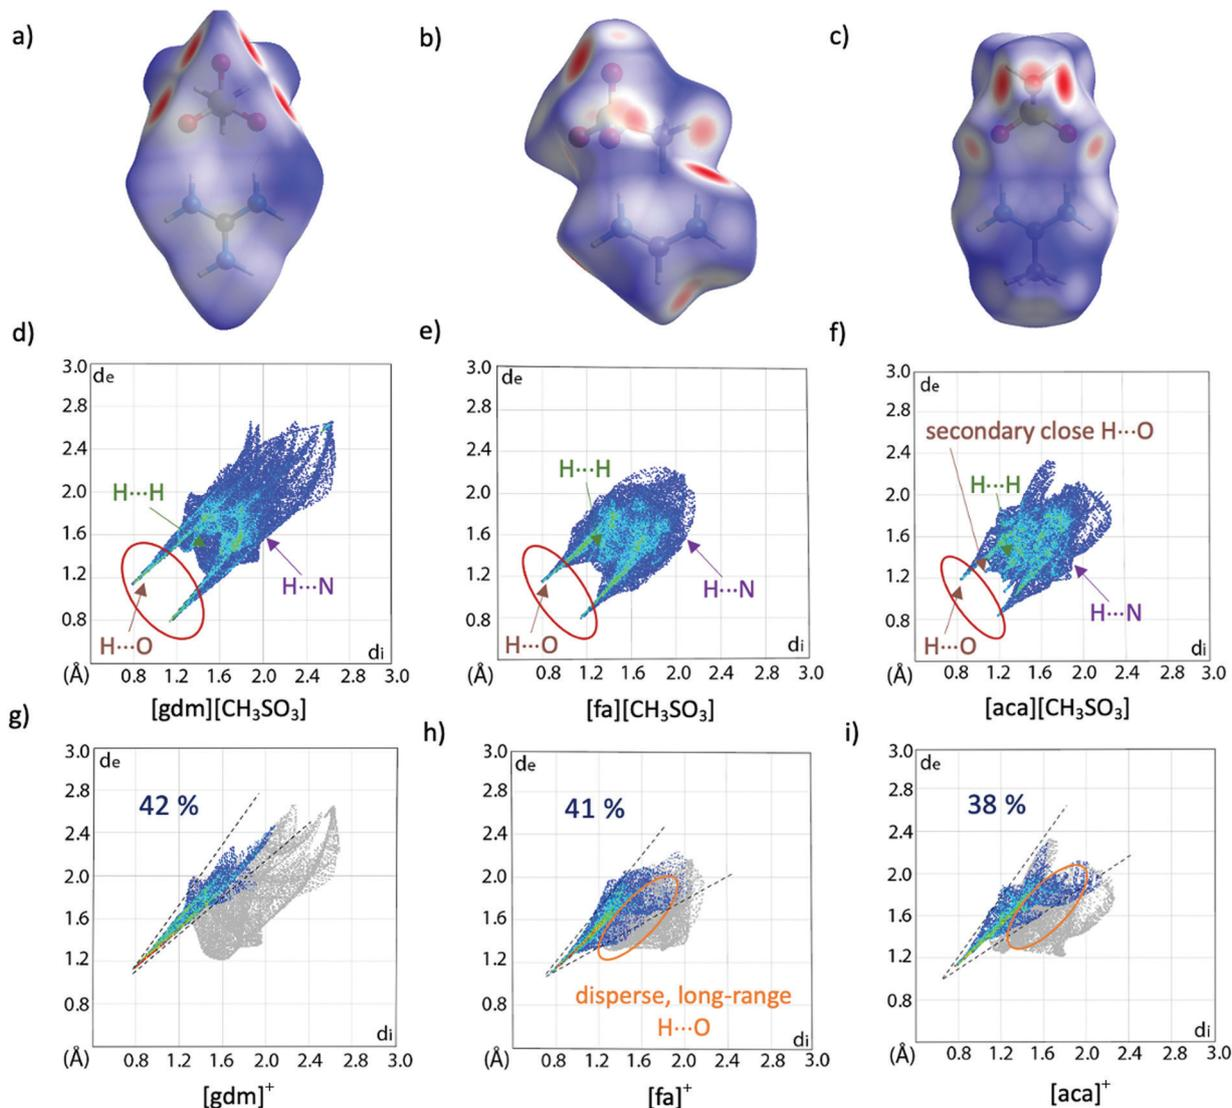 a)
b)
c)
d)
e)
f)
3.0
2.8
2.4
2.0
1.6
1.2
0.8
(Å)
de
H···H
H···N
H···O
di
0.8 1.2 1.6 2.0 2.4 2.8 3.0
[gdm][CH₃SO₃]
3.0
2.8
2.4
2.0
1.6
1.2
0.8
(Å)
de
H···H
H···N
H···O
di
0.8 1.2 1.6 2.0 2.4 2.8 3.0
[fa][CH₃SO₃]
3.0
2.8
2.4
2.0
1.6
1.2
0.8
(Å)
de
secondary close H···O
H···H
H···N
H···O
di
0.8 1.2 1.6 2.0 2.4 2.8 3.0
[aca][CH₃SO₃]
g)
h)
i)
3.0
2.8
2.4
2.0
1.6
1.2
0.8
(Å)
de
42 %
di
0.8 1.2 1.6 2.0 2.4 2.8 3.0
[gdm]⁺
3.0
2.8
2.4
2.0
1.6
1.2
0.8
(Å)
de
41 %
disperse, long-range
H···O
di
0.8 1.2 1.6 2.0 2.4 2.8 3.0
[fa]⁺
3.0
2.8
2.4
2.0
1.6
1.2
0.8
(Å)
de
38 %
di
0.8 1.2 1.6 2.0 2.4 2.8 3.0
[aca]⁺